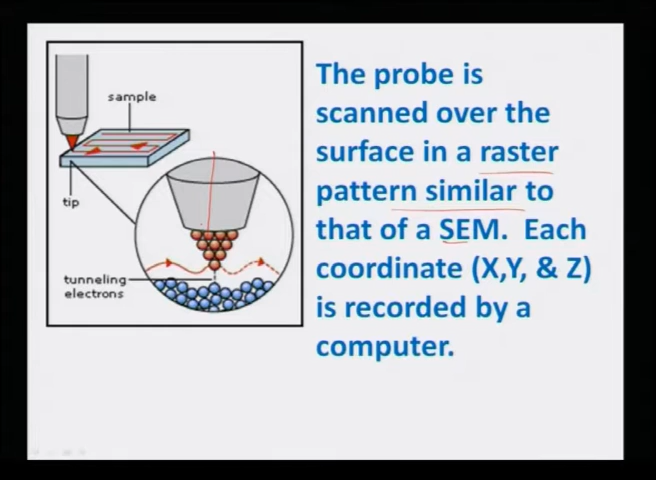 sample
tip
tunneling
electrons
The probe is
scanned over the
surface in a raster
pattern similar to
that of a SEM.  Each
coordinate (X,Y, & Z)
is recorded by a
computer.